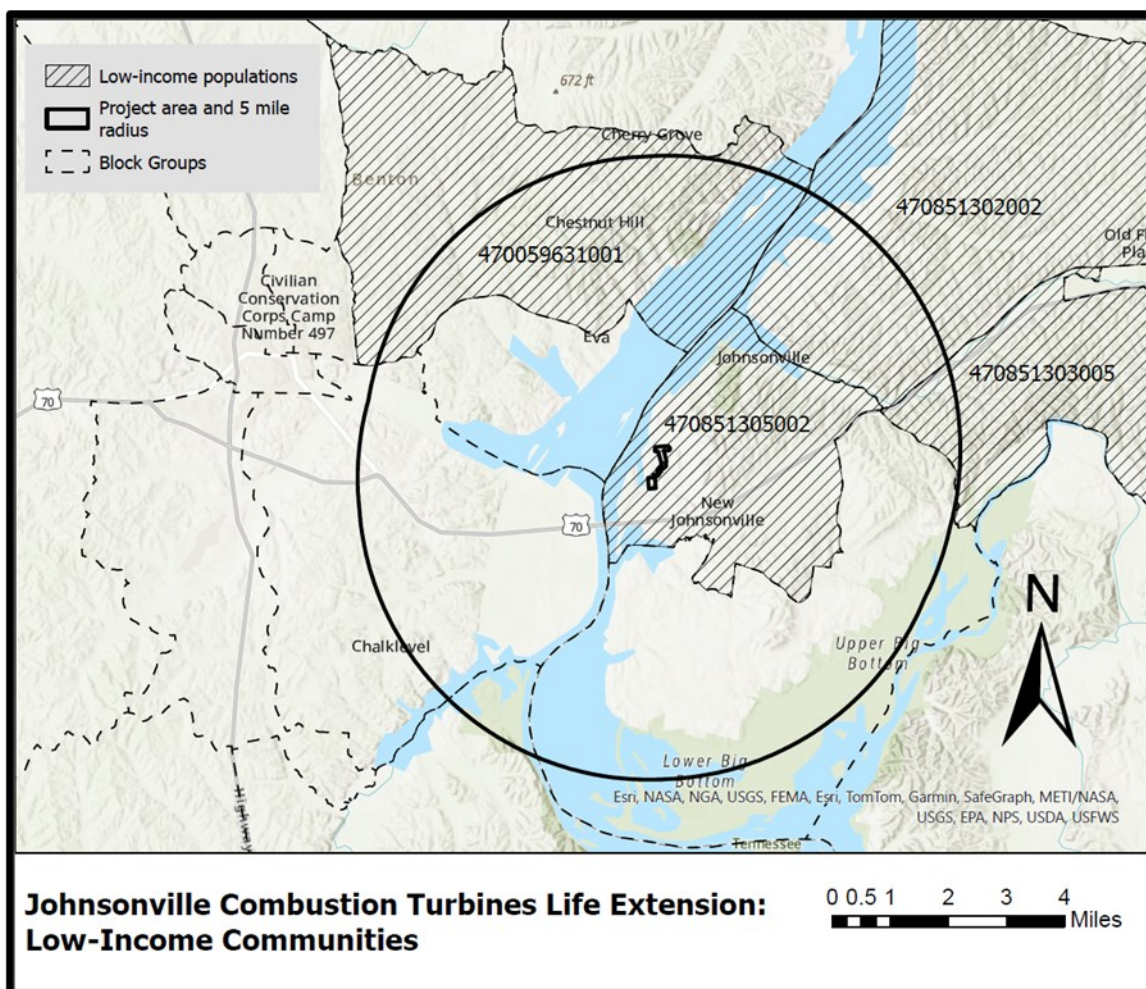 Low-income populations
Project area and 5 mile
radius
Block Groups
672 ft
Cherry Grove
Benton
470851302002
Chestnut Hill
470059631001
Civilian
Conservation
Corps Camp
Number 497
Eva
Johnsonville
470851303005
70
470851305002
New
Johnsonville
70
N
Chalklevel
Upper Big
Bottom
Lower Big
Bottom
Highway
Esri, NASA, NGA, USGS, FEMA, Esri, TomTom, Garmin, SafeGraph, METI/NASA,
USGS, EPA, NPS, USDA, USFWS
Tennessee
Johnsonville Combustion Turbines Life Extension:
Low-Income Communities
0 0.5 1 2 3 4
Miles